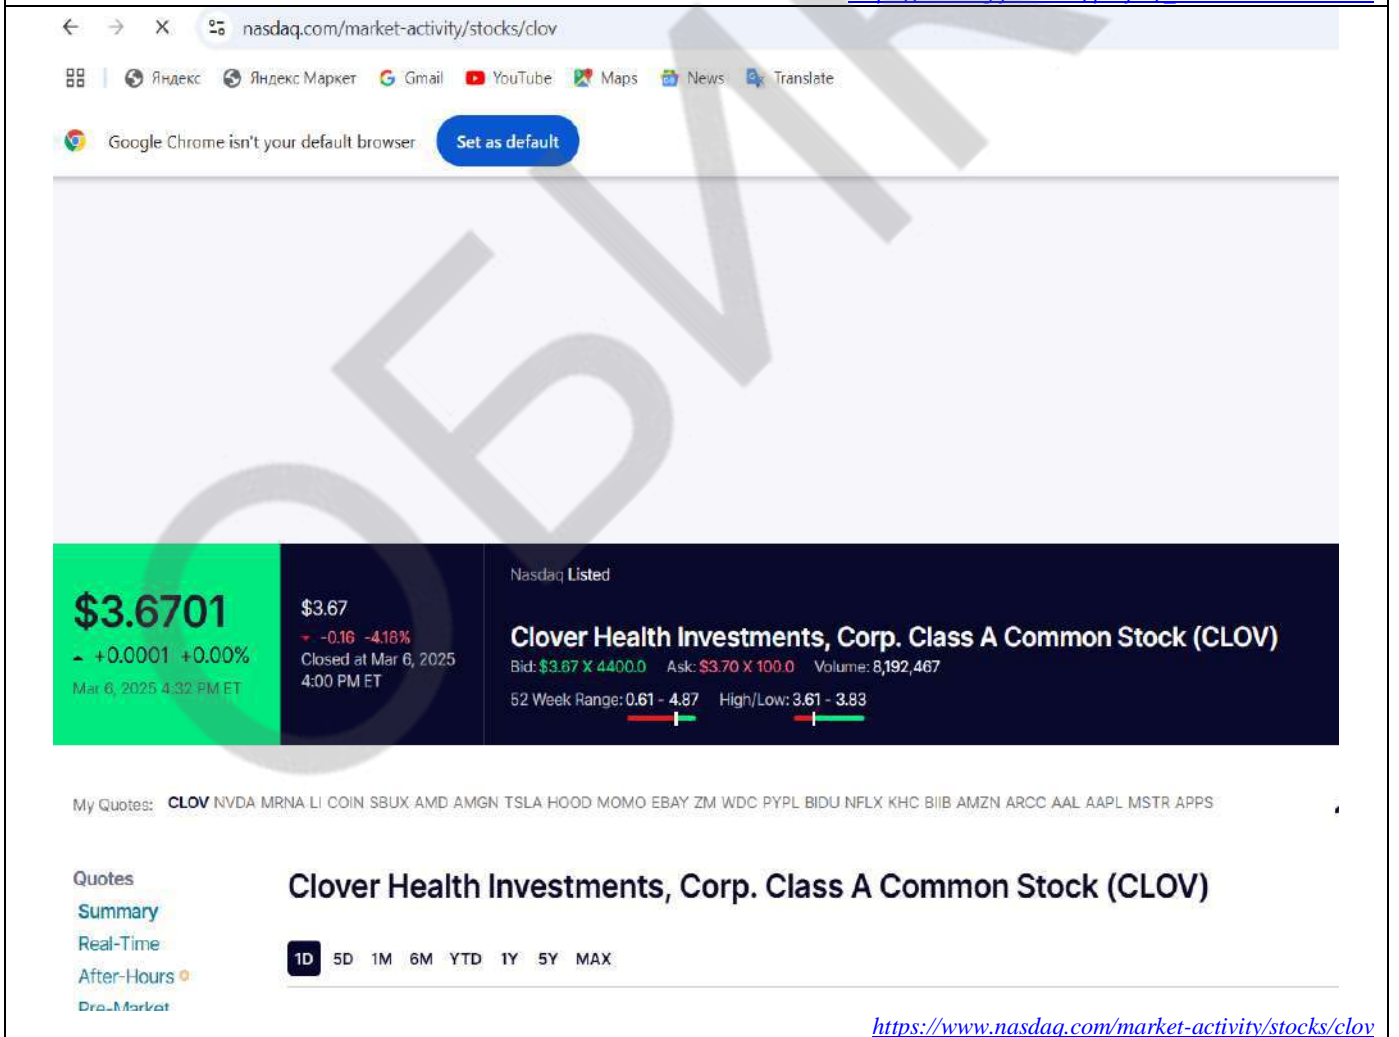 nasdaq.com/market-activity/stocks/clov
Яндекс Яндекс Маркет Gmail YouTube Maps News Translate
Google Chrome isn't your default browser Set as default
ОБИК
Nasdaq Listed
$3.6701
+0.0001 +0.00%
Mar 6, 2025 4:32 PM ET
$3.67
-0.16 -4.18%
Closed at Mar 6, 2025
4:00 PM ET
Clover Health Investments, Corp. Class A Common Stock (CLOV)
Bid: $3.67 X 4400.0 Ask: $3.70 X 100.0 Volume: 8,192,467
52 Week Range: 0.61 - 4.87 High/Low: 3.61 - 3.83
My Quotes: CLOV NVDA MRNA LI COIN SBUX AMD AMGN TSLA HOOD MOMO EBAY ZM WDC PYPL BIDU NFLX KHC BIIB AMZN ARCC AAL AAPL MSTR APPS
Quotes
Summary
Real-Time
After-Hours
Pre-Market
Clover Health Investments, Corp. Class A Common Stock (CLOV)
1D 5D 1M 6M YTD 1Y 5Y MAX
https://www.nasdaq.com/market-activity/stocks/clov